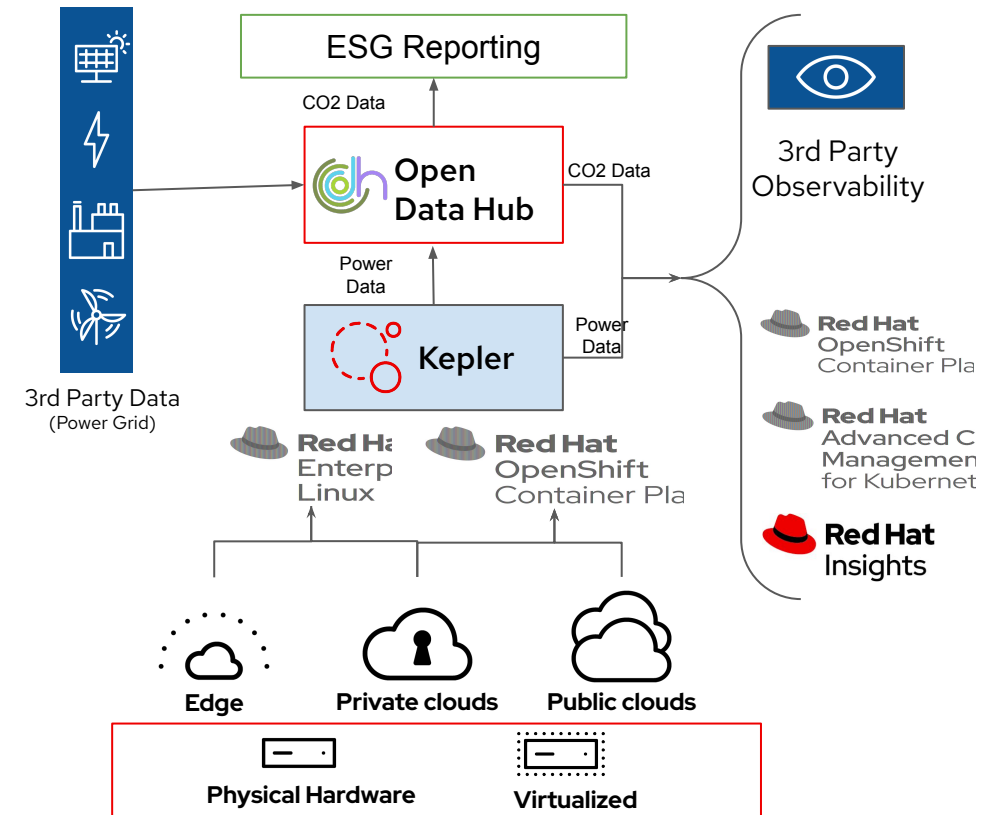 ESG Reporting
CO2 Data
Open
Data Hub
CO2 Data
3rd Party
Observability
Power
Data
Kepler
Power
Data
3rd Party Data
(Power Grid)
Red Hat
OpenShift
Container Pla
Red Hat
Advanced C
Managemen
for Kubernet
Red Hat
Insights
Red Ha
Enterp
Linux
Red Hat
OpenShift
Container Pla
Edge
Private clouds
Public clouds
Physical Hardware
Virtualized